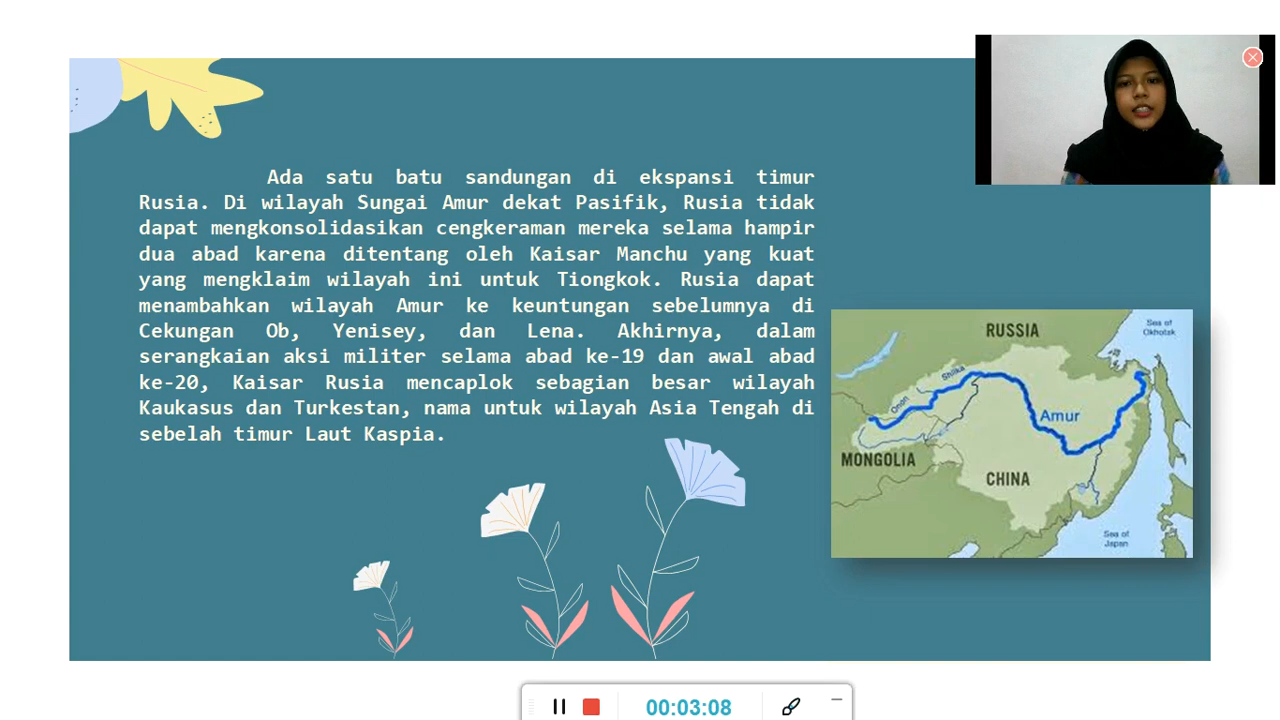 Ada satu batu sandungan di ekspansi timur
Rusia. Di wilayah Sungai Amur dekat Pasifik, Rusia tidak
dapat mengkonsolidasikan cengkeraman mereka selama hampir
dua abad karena ditentang oleh Kaisar Manchu yang kuat
yang mengklaim wilayah ini untuk Tiongkok. Rusia dapat
menambahkan wilayah Amur ke keuntungan sebelumnya di
Cekungan Ob, Yenisey, dan Lena. Akhirnya, dalam
serangkaian aksi militer selama abad ke-19 dan awal abad
ke-20, Kaisar Rusia mencaplok sebagian besar wilayah
Kaukasus dan Turkestan, nama untuk wilayah Asia Tengah di
sebelah timur Laut Kaspia.
RUSSIA
Sea of
Okhotsk
Shilka
Onon
Amur
MONGOLIA
CHINA
Sea of
Japan
00:03:08